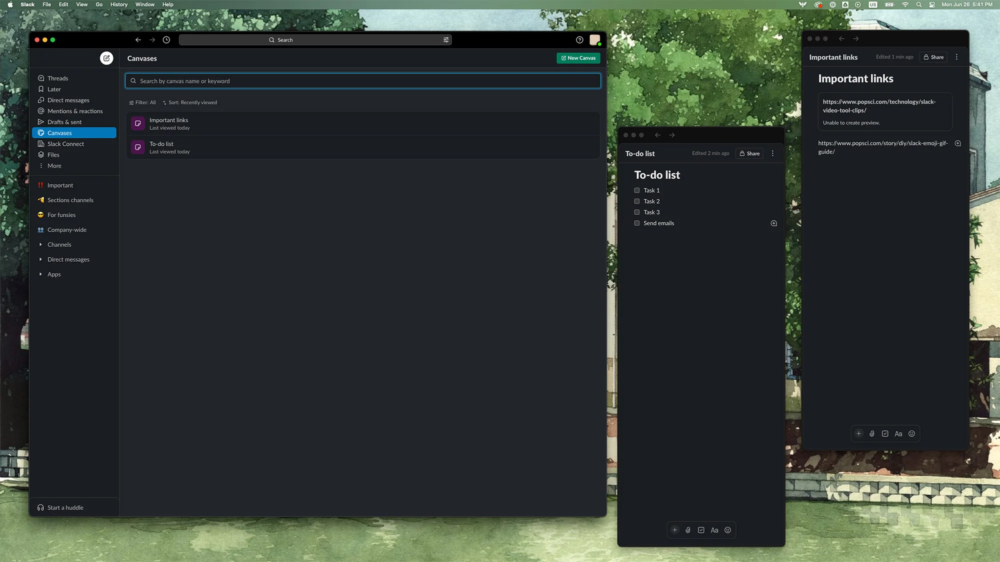 Slack File Edit View Go History Window Help
US Mon Jun 26 5:41 PM
Search
Canvases
New Canvas
Threads
Later
Direct messages
Mentions & reactions
Drafts & sent
Canvases
Slack Connect
Files
More
Important
Sections channels
For funsies
Company-wide
Channels
Direct messages
Apps
Start a huddle
Search by canvas name or keyword
Filter: All Sort: Recently viewed
Important links
Last viewed today
To-do list
Last viewed today
To-do list Edited 2 min ago Share
To-do list
Task 1
Task 2
Task 3
Send emails
Aa
Important links Edited 1 min ago Share
Important links
https://www.popsci.com/technology/slack-
video-tool-clips/
Unable to create preview.
https://www.popsci.com/story/diy/slack-emoji-gif-
guide/
Aa